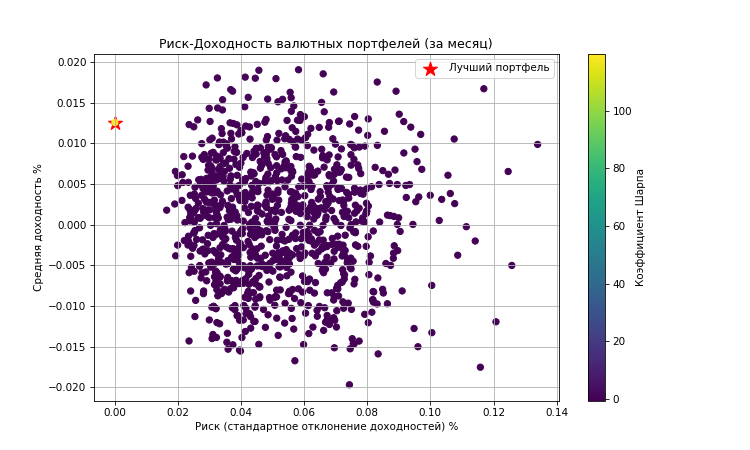 Риск-Доходность валютных портфелей (за месяц)
Лучший портфель
0.020
0.015
0.010
0.005
0.000
−0.005
−0.010
−0.015
−0.020
Средняя доходность %
0.00 0.02 0.04 0.06 0.08 0.10 0.12 0.14
Риск (стандартное отклонение доходностей) %
100
80
60
40
20
0
Коэффициент Шарпа